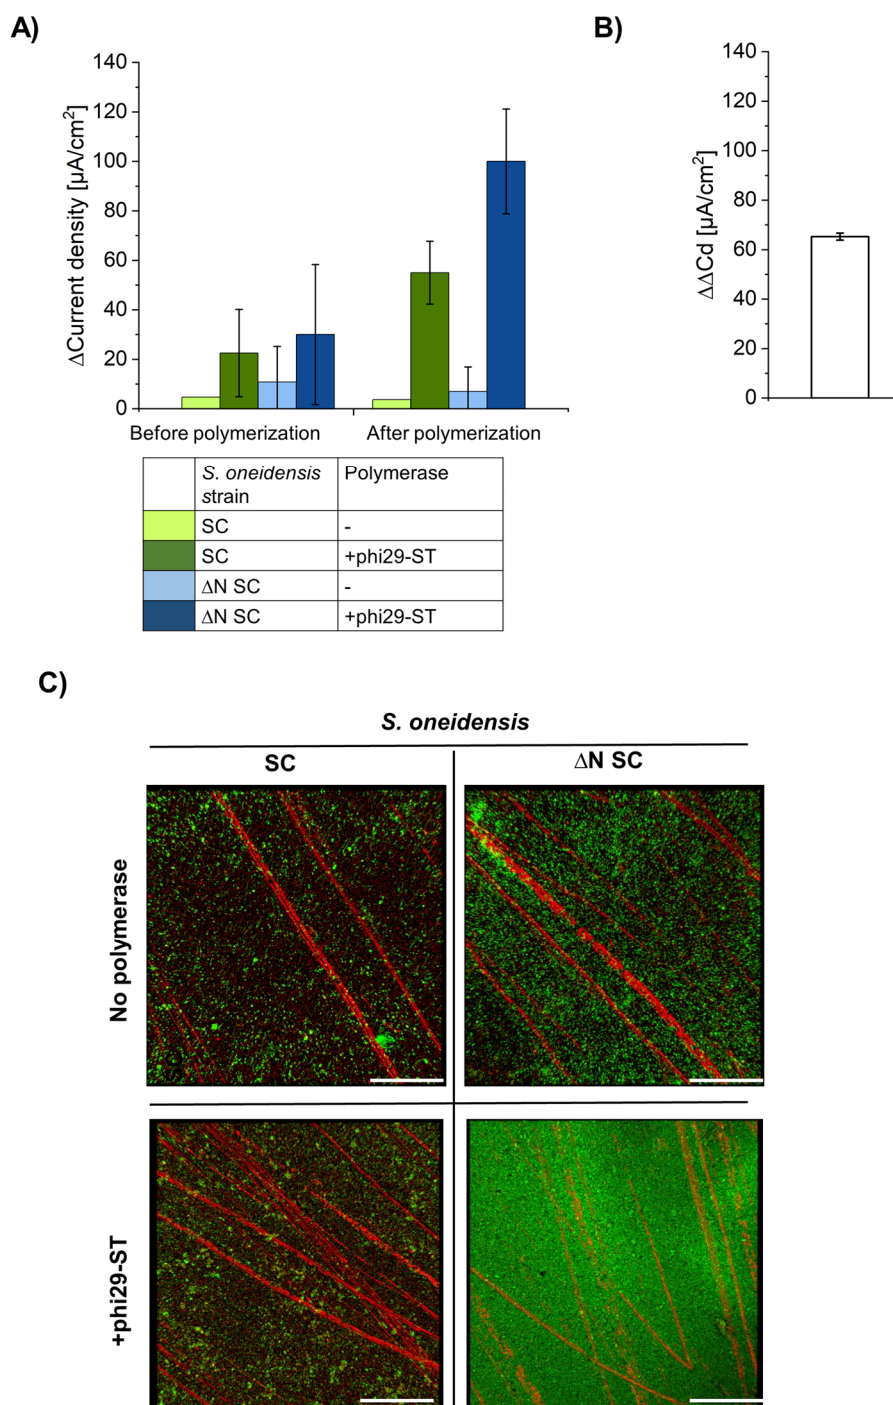 A)
B)
ΔCurrent density [µA/cm²]
140
120
100
80
60
40
20
0
Before polymerization
After polymerization
ΔΔCd [µA/cm²]
140
120
100
80
60
40
20
0
S. oneidensis strain
Polymerase
SC
-
SC
+phi29-ST
ΔN SC
-
ΔN SC
+phi29-ST
C)
S. oneidensis
SC
ΔN SC
No polymerase
+phi29-ST